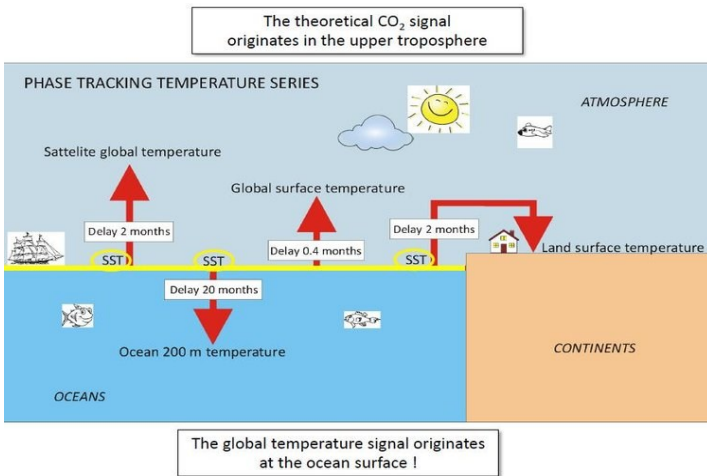 The theoretical CO₂ signal
originates in the upper troposphere
PHASE TRACKING TEMPERATURE SERIES
ATMOSPHERE
Sattelite global temperature
Global surface temperature
Delay 2 months
Delay 0.4 months
Delay 2 months
Land surface temperature
SST
SST
SST
Delay 20 months
Ocean 200 m temperature
CONTINENTS
OCEANS
The global temperature signal originates
at the ocean surface !